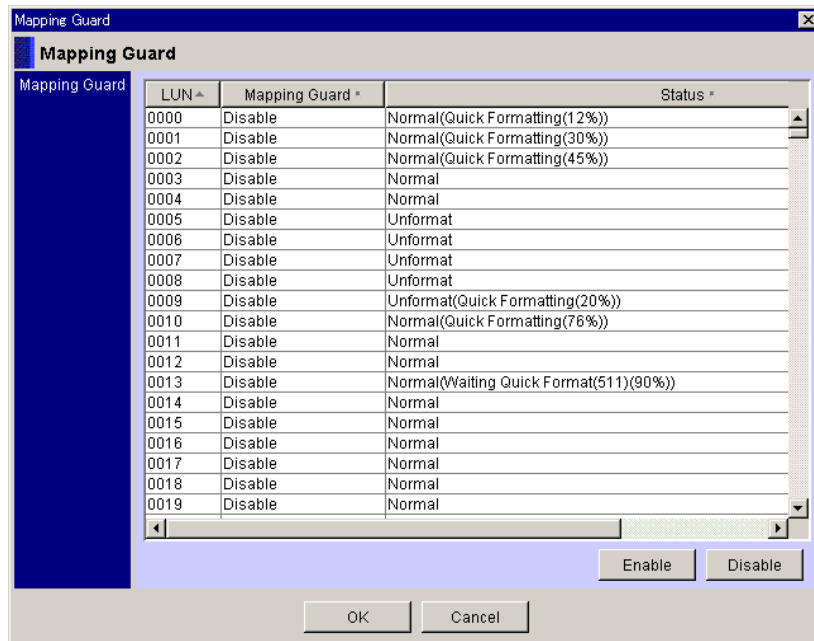 Mapping Guard
Mapping Guard
Mapping Guard
LUN Mapping Guard Status
0000 Disable Normal(Quick Formatting(12%))
0001 Disable Normal(Quick Formatting(30%))
0002 Disable Normal(Quick Formatting(45%))
0003 Disable Normal
0004 Disable Normal
0005 Disable Unformat
0006 Disable Unformat
0007 Disable Unformat
0008 Disable Unformat
0009 Disable Unformat(Quick Formatting(20%))
0010 Disable Normal(Quick Formatting(76%))
0011 Disable Normal
0012 Disable Normal
0013 Disable Normal(Waiting Quick Format(511)(90%))
0014 Disable Normal
0015 Disable Normal
0016 Disable Normal
0017 Disable Normal
0018 Disable Normal
0019 Disable Normal
Enable Disable
OK Cancel